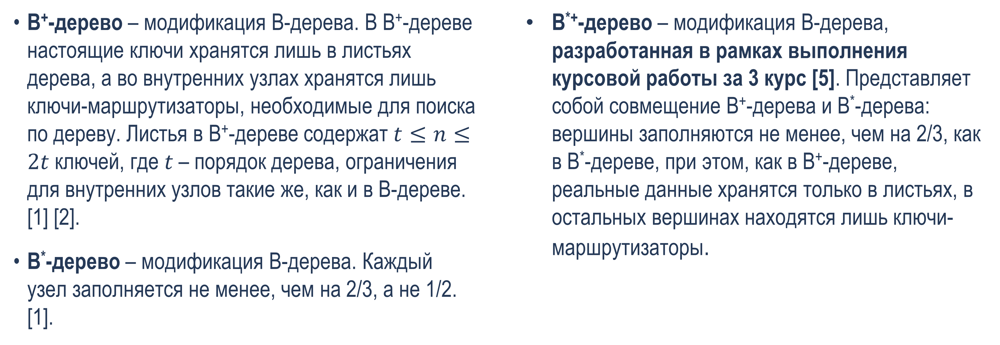 • B⁺-дерево – модификация B-дерева. В B⁺-дереве
настоящие ключи хранятся лишь в листьях
дерева, а во внутренних узлах хранятся лишь
ключи-маршрутизаторы, необходимые для поиска
по дереву. Листья в B⁺-дереве содержат t ≤ n ≤
2t ключей, где t – порядок дерева, ограничения
для внутренних узлов такие же, как и в B-дереве.
[1] [2].
• B*-дерево – модификация B-дерева. Каждый
узел заполняется не менее, чем на 2/3, а не 1/2.
[1].
• B*⁺-дерево – модификация B-дерева,
разработанная в рамках выполнения
курсовой работы за 3 курс [5]. Представляет
собой совмещение B⁺-дерева и B*-дерева:
вершины заполняются не менее, чем на 2/3, как
в B*-дереве, при этом, как в B⁺-дереве,
реальные данные хранятся только в листьях, в
остальных вершинах находятся лишь ключи-
маршрутизаторы.